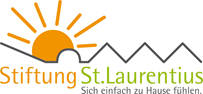 Stiftung St.Laurentius
Sich einfach zu Hause fühlen.